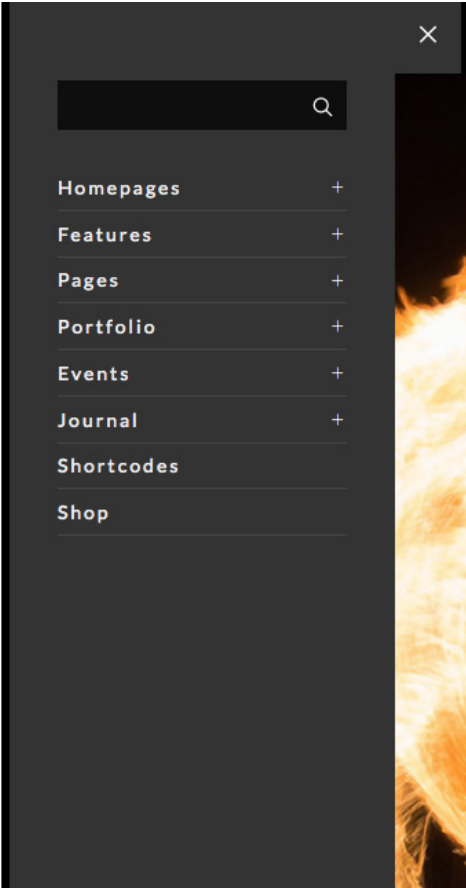 Homepages +
Features +
Pages +
Portfolio +
Events +
Journal +
Shortcodes
Shop